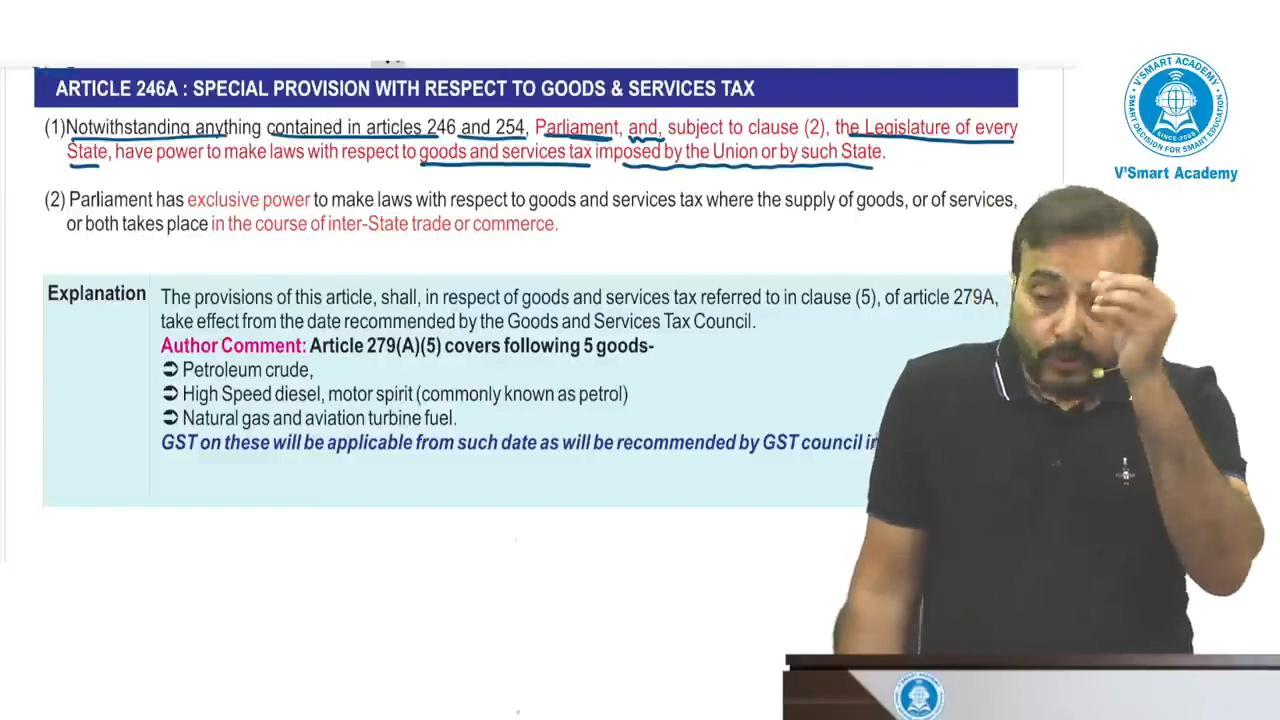 ARTICLE 246A : SPECIAL PROVISION WITH RESPECT TO GOODS & SERVICES TAX
(1)Notwithstanding anything contained in articles 246 and 254, Parliament, and, subject to clause (2), the Legislature of every
State, have power to make laws with respect to goods and services tax imposed by the Union or by such State.
(2) Parliament has exclusive power to make laws with respect to goods and services tax where the supply of goods, or of services,
or both takes place in the course of inter-State trade or commerce.
Explanation
The provisions of this article, shall, in respect of goods and services tax referred to in clause (5), of article 279A,
take effect from the date recommended by the Goods and Services Tax Council.
Author Comment: Article 279(A)(5) covers following 5 goods-
➲ Petroleum crude,
➲ High Speed diesel, motor spirit (commonly known as petrol)
➲ Natural gas and aviation turbine fuel.
GST on these will be applicable from such date as will be recommended by GST council
V'SMART ACADEMY
SMART DECISION FOR SMART EDUCATION
V'Smart Academy